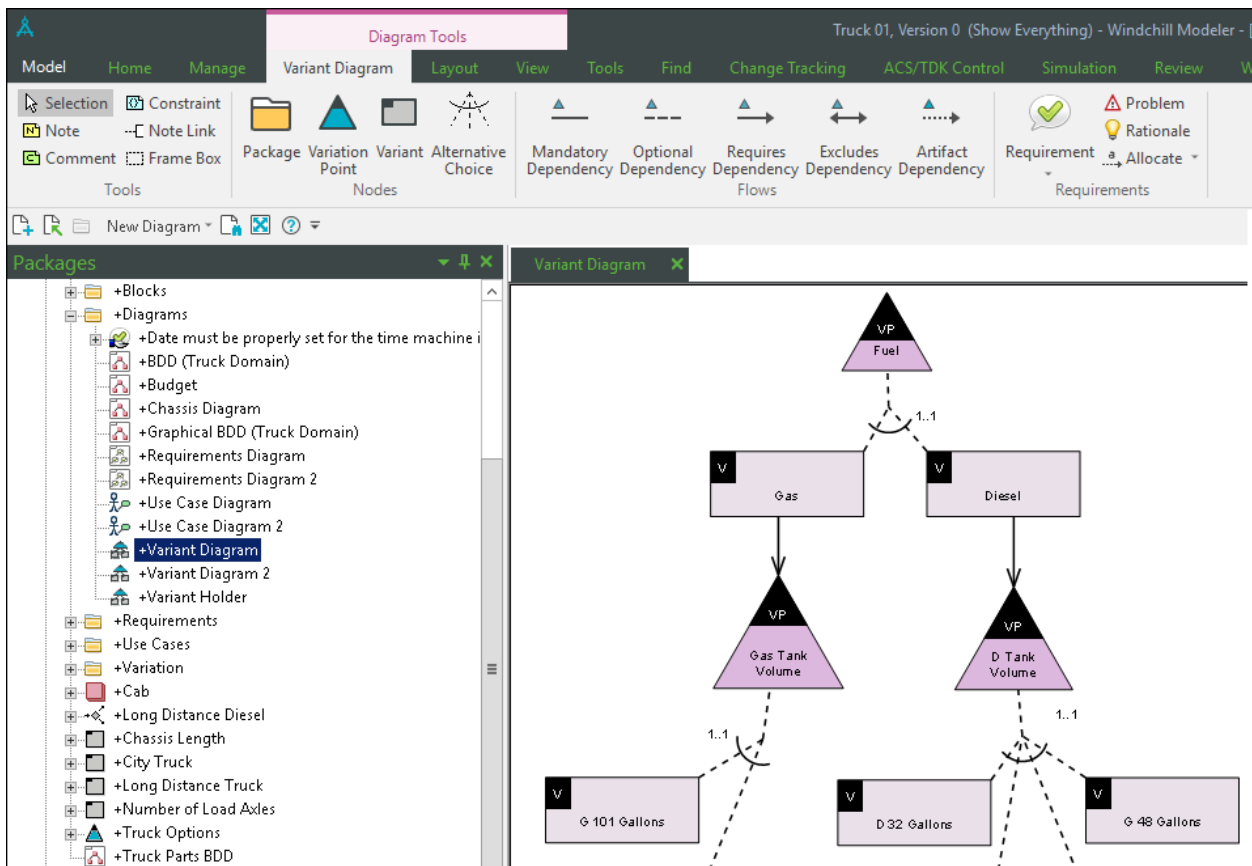 Diagram Tools
Truck 01, Version 0 (Show Everything) - Windchill Modeler - [
Model Home Manage Variant Diagram Layout View Tools Find Change Tracking ACS/TDK Control Simulation Review W
Selection Constraint
Note Note Link
Comment Frame Box
Tools
Package
Variation
Point
Variant
Alternative
Choice
Nodes
Mandatory
Dependency
Optional
Dependency
Requires
Dependency
Excludes
Dependency
Artifact
Dependency
Flows
Requirement
Problem
Rationale
a Allocate
Requirements
New Diagram
Packages
+Blocks
+Diagrams
+Date must be properly set for the time machine i
+BDD (Truck Domain)
+Budget
+Chassis Diagram
+Graphical BDD (Truck Domain)
+Requirements Diagram
+Requirements Diagram 2
+Use Case Diagram
+Use Case Diagram 2
+Variant Diagram
+Variant Diagram 2
+Variant Holder
+Requirements
+Use Cases
+Variation
+Cab
+Long Distance Diesel
+Chassis Length
+City Truck
+Long Distance Truck
+Number of Load Axles
+Truck Options
+Truck Parts BDD
Variant Diagram
VP
Fuel
1..1
V
Gas
V
Diesel
VP
Gas Tank
Volume
VP
D Tank
Volume
1..1
1..1
V
G 101 Gallons
V
D 32 Gallons
V
G 48 Gallons